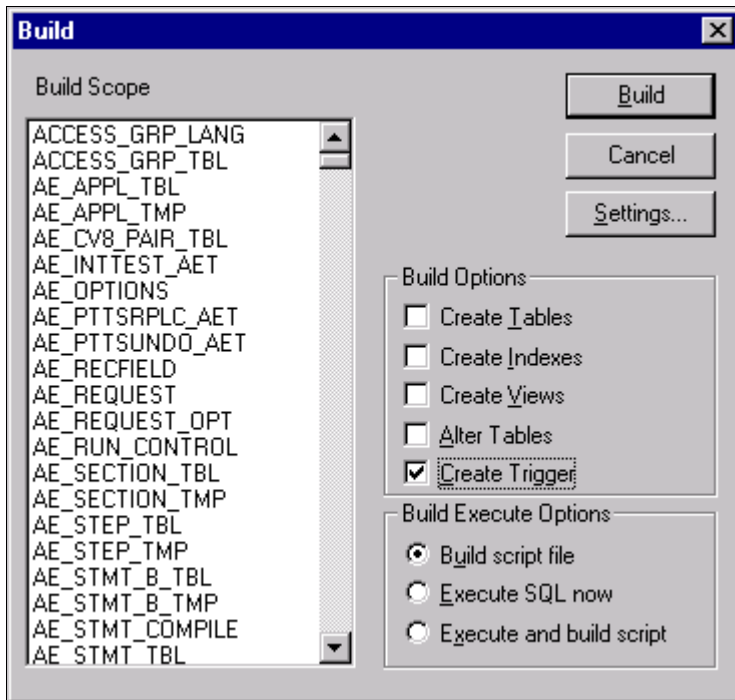 Build
Build Scope
ACCESS_GRP_LANG
ACCESS_GRP_TBL
AE_APPL_TBL
AE_APPL_TMP
AE_CV8_PAIR_TBL
AE_INTTEST_AET
AE_OPTIONS
AE_PTTSRPLC_AET
AE_PTTSUNDO_AET
AE_RECFIELD
AE_REQUEST
AE_REQUEST_OPT
AE_RUN_CONTROL
AE_SECTION_TBL
AE_SECTION_TMP
AE_STEP_TBL
AE_STEP_TMP
AE_STMT_B_TBL
AE_STMT_B_TMP
AE_STMT_COMPILE
AE_STMT_TBL
Build
Cancel
Settings...
Build Options
Create Tables
Create Indexes
Create Views
Alter Tables
Create Trigger
Build Execute Options
Build script file
Execute SQL now
Execute and build script